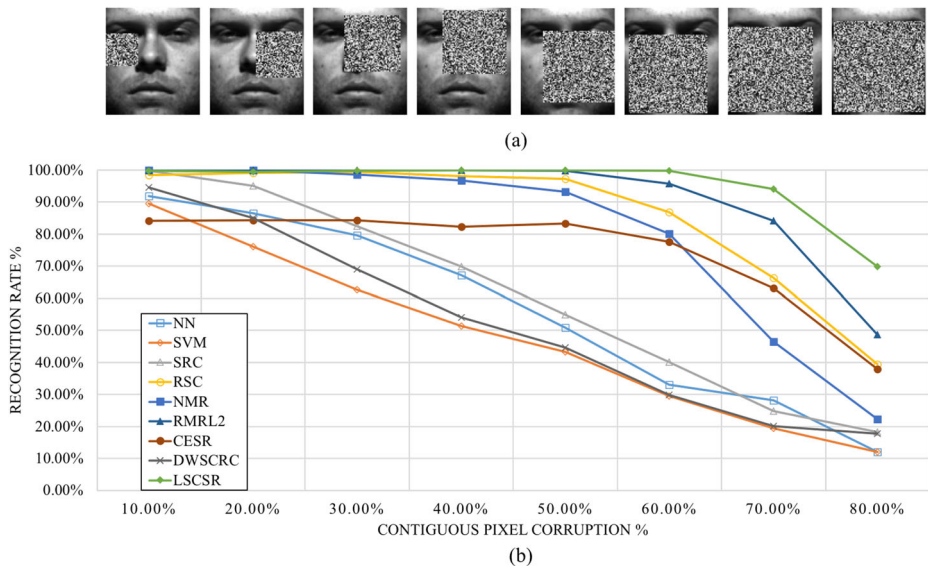 (a)
RECOGNITION RATE %
100.00%
90.00%
80.00%
70.00%
60.00%
50.00%
40.00%
30.00%
20.00%
10.00%
0.00%
NN
SVM
SRC
RSC
NMR
RMRL2
CESR
DWSCRC
LSCSR
10.00% 20.00% 30.00% 40.00% 50.00% 60.00% 70.00% 80.00%
CONTIGUOUS PIXEL CORRUPTION %
(b)